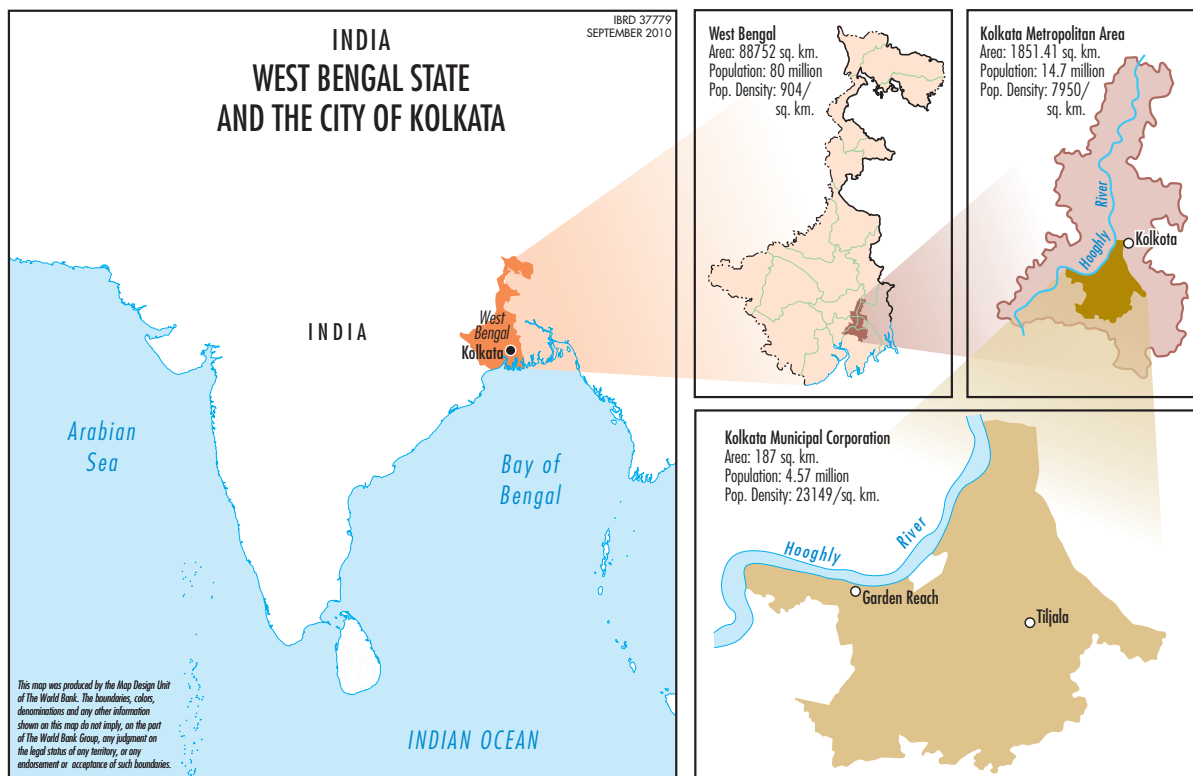 IBRD 37779
SEPTEMBER 2010
INDIA
WEST BENGAL STATE
AND THE CITY OF KOLKATA
INDIA
West
Bengal
Kolkata
Arabian
Sea
Bay of
Bengal
INDIAN OCEAN
This map was produced by the Map Design Unit
of The World Bank. The boundaries, colors,
denominations and any other information
shown on this map do not imply, on the part
of The World Bank Group, any judgment on
the legal status of any territory, or any
endorsement or acceptance of such boundaries.
West Bengal
Area: 88752 sq. km.
Population: 80 million
Pop. Density: 904/
sq. km.
Kolkata Metropolitan Area
Area: 1851.41 sq. km.
Population: 14.7 million
Pop. Density: 7950/
sq. km.
River
Hooghly
Kolkota
Kolkata Municipal Corporation
Area: 187 sq. km.
Population: 4.57 million
Pop. Density: 23149/sq. km.
Hooghly
River
Garden Reach
Tiljala